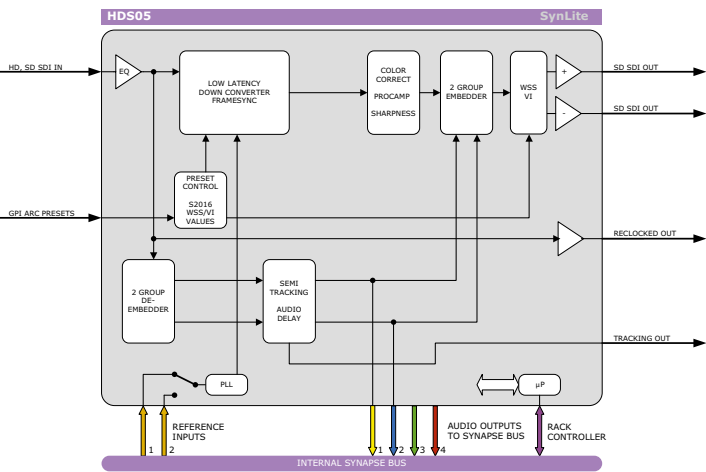 HDS05
SynLite
HD, SD SDI IN
EQ
LOW LATENCY
DOWN CONVERTER
FRAMESYNC
COLOR
CORRECT
PROCAMP
SHARPNESS
2 GROUP
EMBEDDER
WSS
VI
+
-
SD SDI OUT
SD SDI OUT
GPI ARC PRESETS
PRESET
CONTROL
S2016
WSS/VI
VALUES
RECLOCKED OUT
2 GROUP
DE-
EMBEDDER
SEMI
TRACKING
AUDIO
DELAY
TRACKING OUT
PLL
µP
REFERENCE
INPUTS
1
2
1
2
3
4
AUDIO OUTPUTS
TO SYNAPSE BUS
RACK
CONTROLLER
INTERNAL SYNAPSE BUS